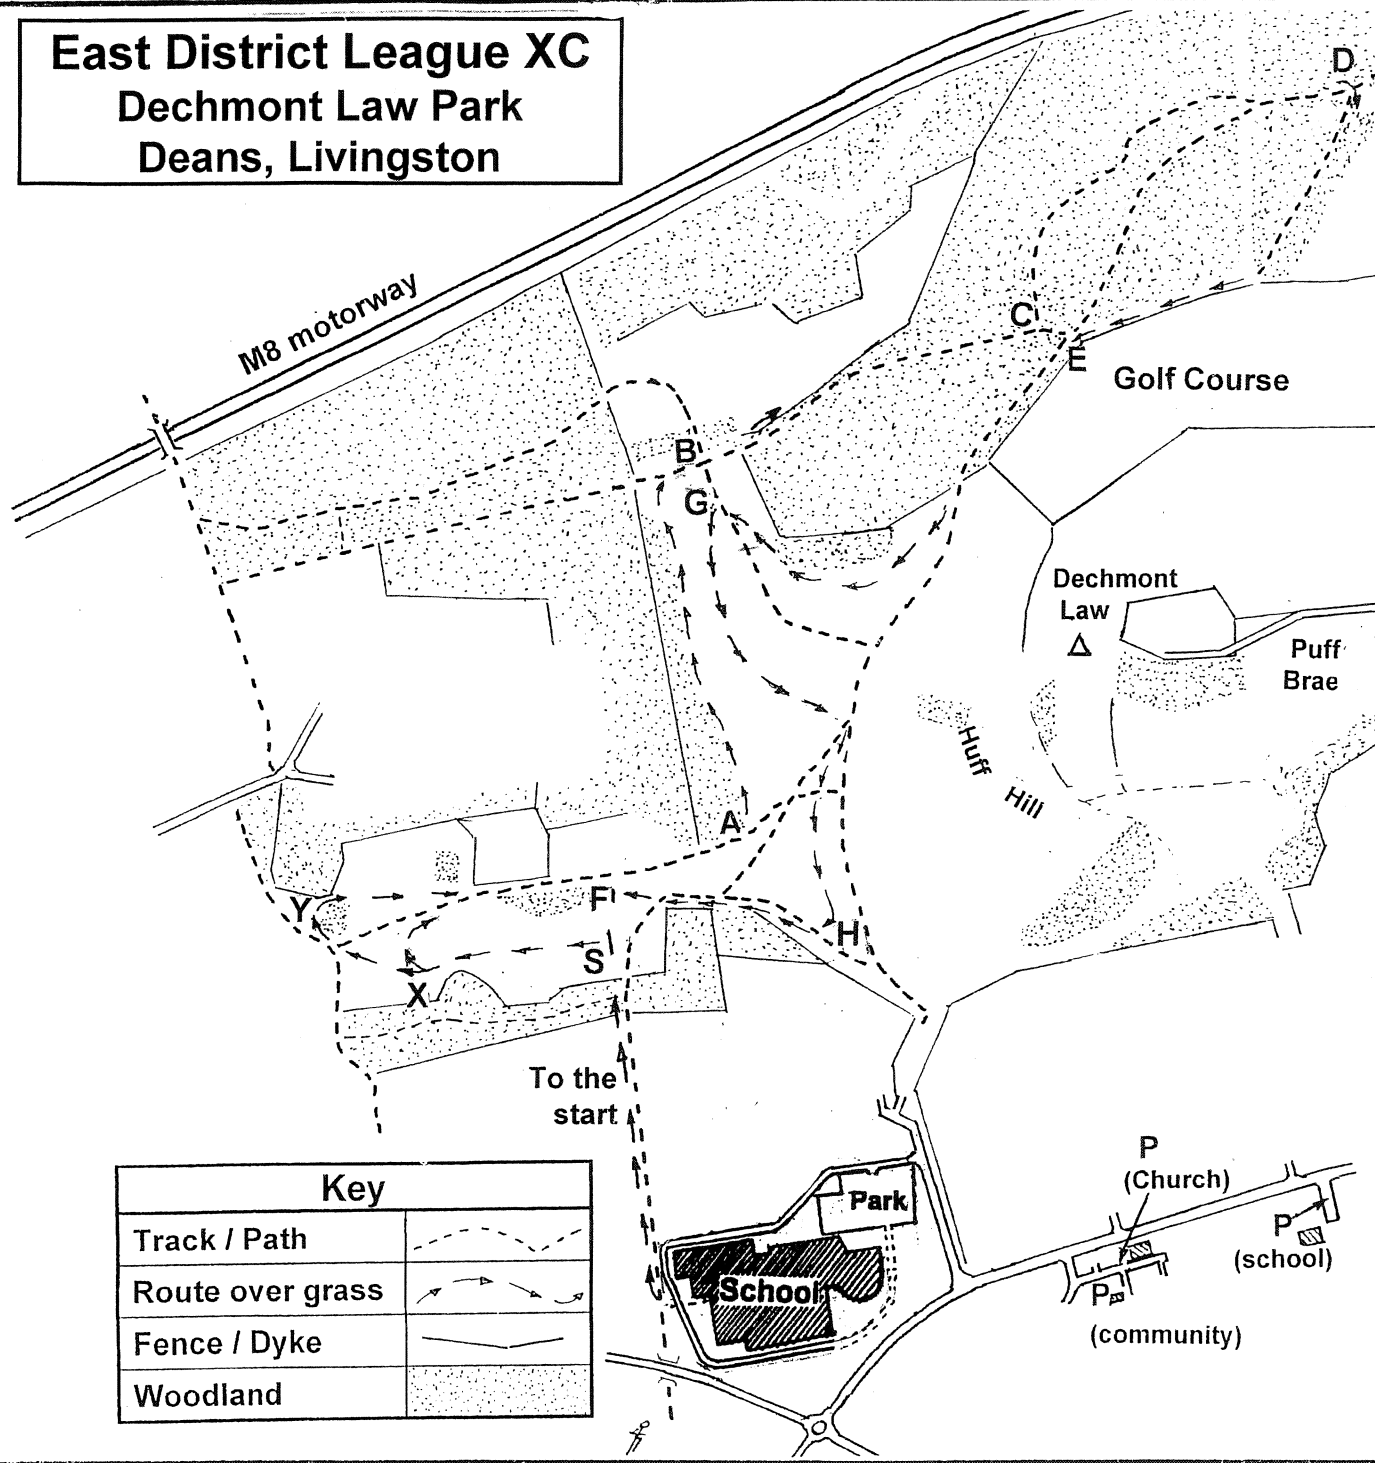 East District League XC
Dechmont Law Park
Deans, Livingston
D
M8 motorway
C
E
Golf Course
B
G
Dechmont
Law
Puff
Brae
Huff
Hill
A
Y
F
H
S
X
To the
start
P
(Church)
Park
P
(school)
School
P
(community)
Key
Track / Path
Route over grass
Fence / Dyke
Woodland